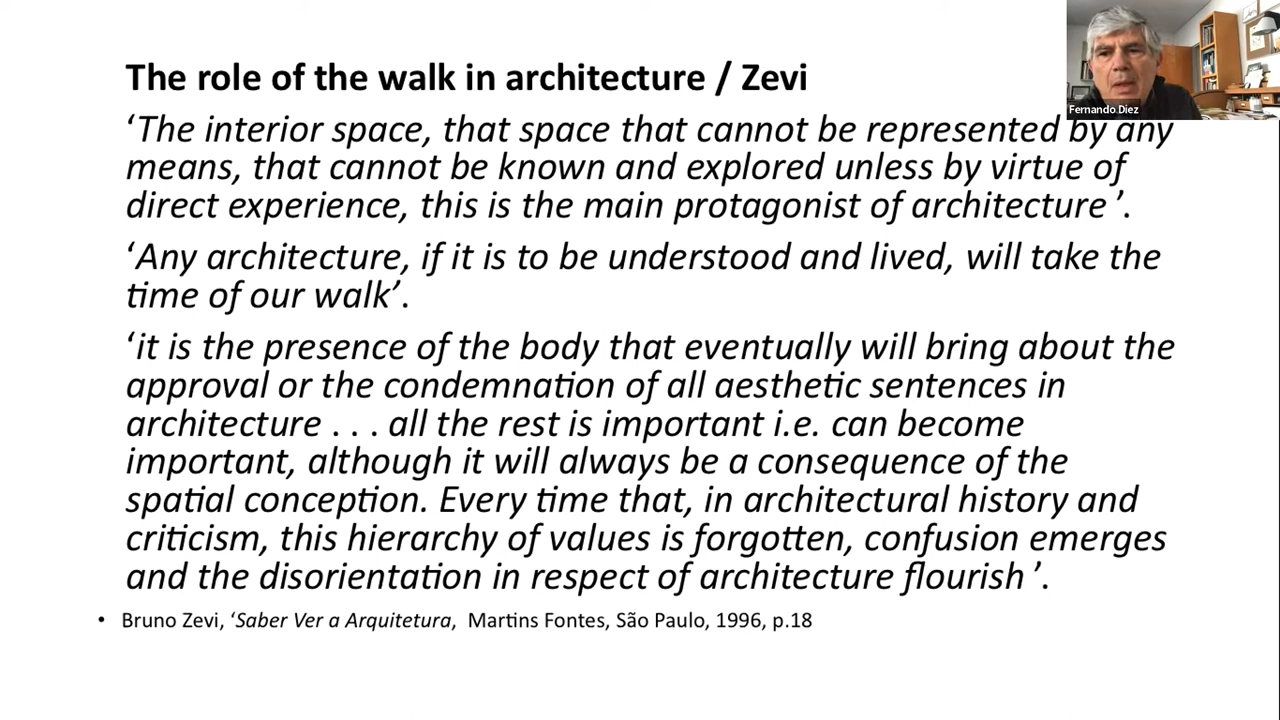 Fernando Diez
The role of the walk in architecture / Zevi
‘The interior space, that space that cannot be represented by any
means, that cannot be known and explored unless by virtue of
direct experience, this is the main protagonist of architecture ’.
‘Any architecture, if it is to be understood and lived, will take the
time of our walk’.
‘it is the presence of the body that eventually will bring about the
approval or the condemnation of all aesthetic sentences in
architecture . . . all the rest is important i.e. can become
important, although it will always be a consequence of the
spatial conception. Every time that, in architectural history and
criticism, this hierarchy of values is forgotten, confusion emerges
and the disorientation in respect of architecture flourish ’.
• Bruno Zevi, ‘Saber Ver a Arquitetura, Martins Fontes, São Paulo, 1996, p.18